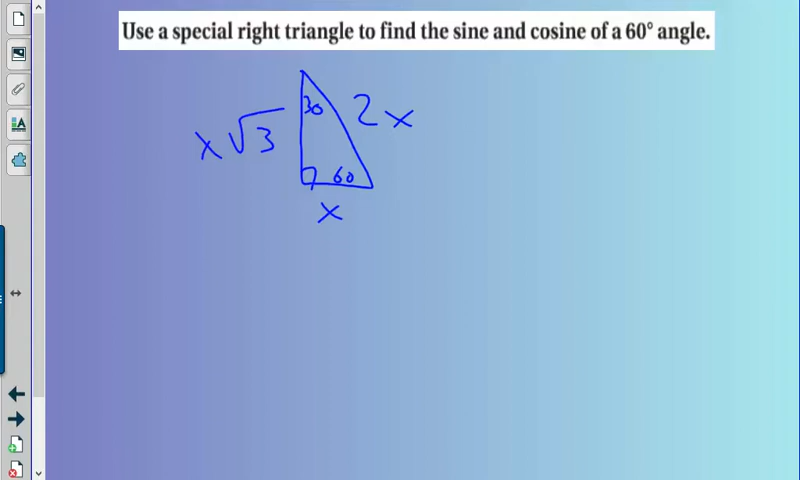 Use a special right triangle to find the sine and cosine of a 60° angle.
30
2x
x√3
60
x